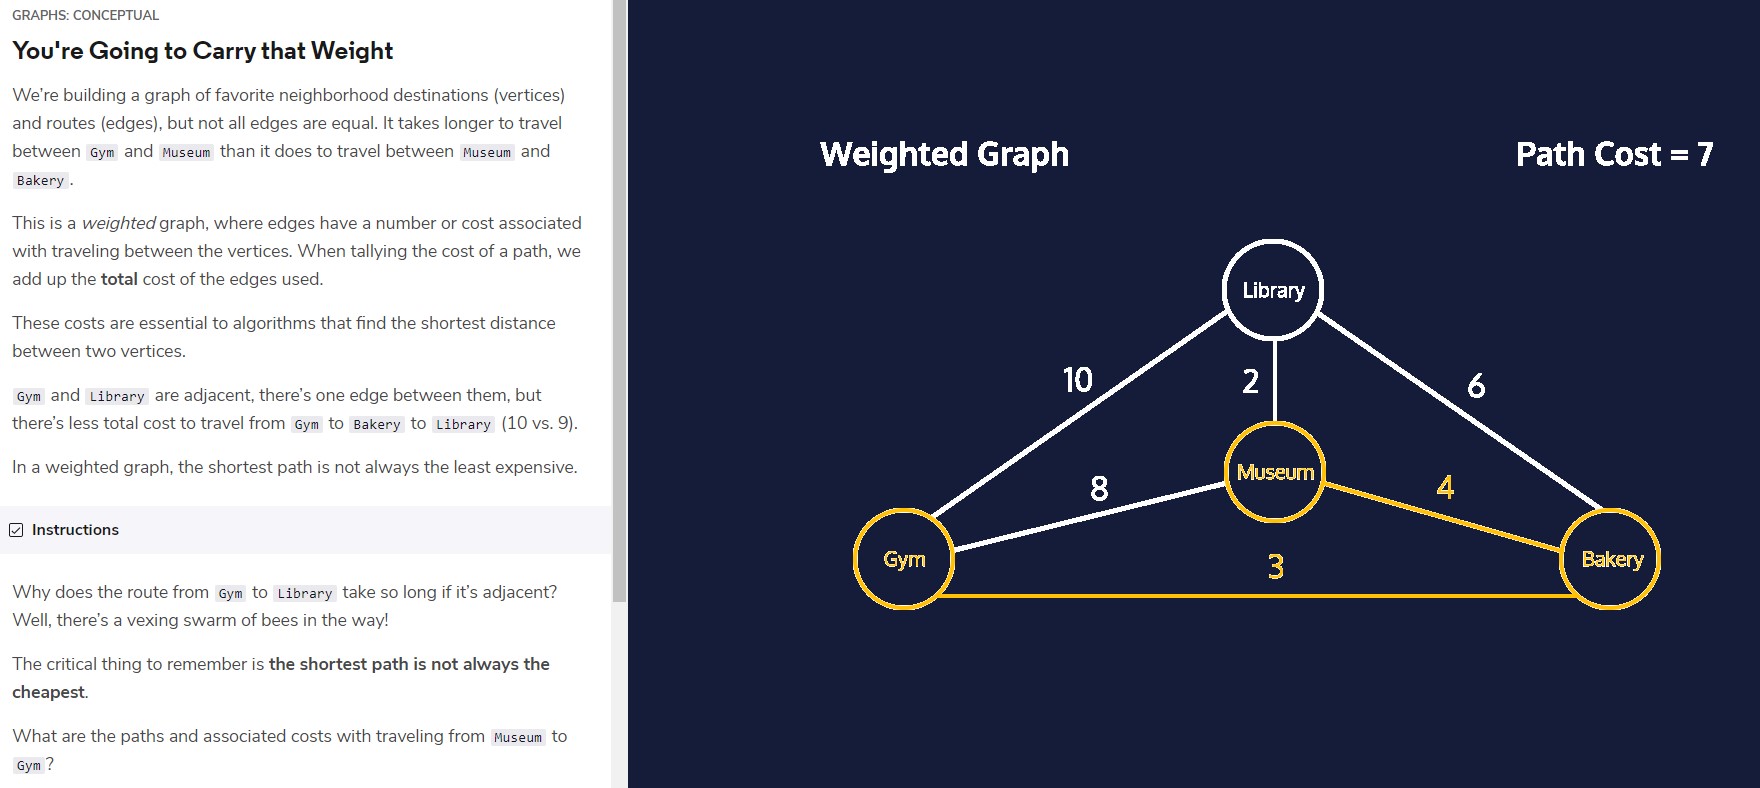 GRAPHS: CONCEPTUAL
You're Going to Carry that Weight
We're building a graph of favorite neighborhood destinations (vertices)
and routes (edges), but not all edges are equal. It takes longer to travel
between Gym and Museum than it does to travel between Museum and
Bakery.
This is a weighted graph, where edges have a number or cost associated
with traveling between the vertices. When tallying the cost of a path, we
add up the total cost of the edges used.
These costs are essential to algorithms that find the shortest distance
between two vertices.
Gym and Library are adjacent, there's one edge between them, but
there's less total cost to travel from Gym to Bakery to Library (10 vs. 9).
In a weighted graph, the shortest path is not always the least expensive.
Instructions
Why does the route from Gym to Library take so long if it's adjacent?
Well, there's a vexing swarm of bees in the way!
The critical thing to remember is the shortest path is not always the
cheapest.
What are the paths and associated costs with traveling from Museum to
Gym?
Weighted Graph
Path Cost = 7
Library
10
2
6
Museum
8
4
Gym
3
Bakery